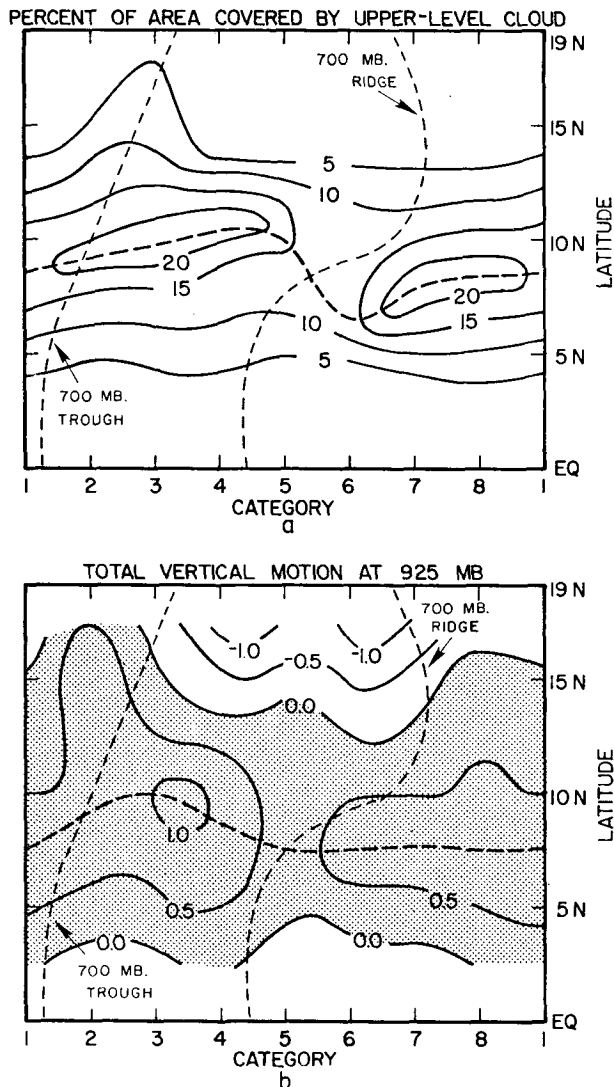 PERCENT OF AREA COVERED BY UPPER-LEVEL CLOUD
19 N
700 MB.
RIDGE
15 N
5
10
10 N
20
20
15
15
10
5
5 N
700 MB.
TROUGH
EQ
1 2 3 4 5 6 7 8 1
CATEGORY
LATITUDE
a
TOTAL VERTICAL MOTION AT 925 MB
19 N
700 MB.
RIDGE
-1.0
-0.5
-1.0
0.0
15N
10 N
1.0
0.5
0.5
5 N
0.0
0.0
700 MB.
TROUGH
EQ
1 2 3 4 5 6 7 8 1
CATEGORY
LATITUDE
b